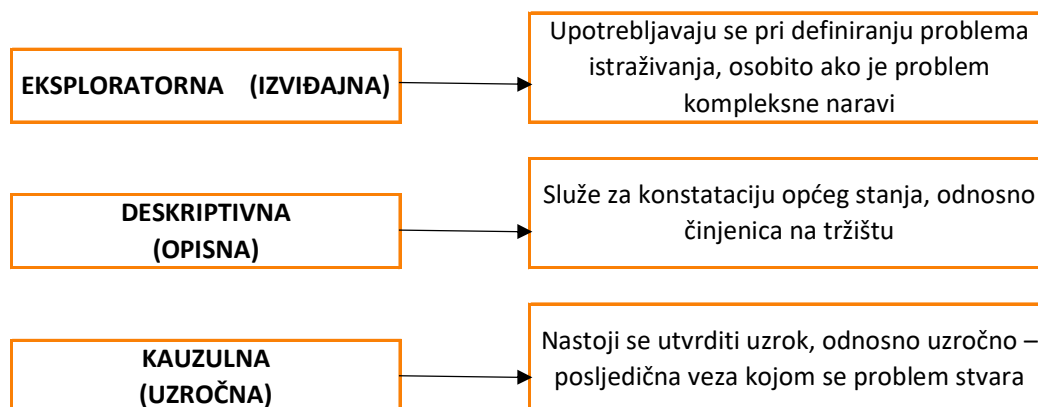 EKSPLORATORNA (IZVIĐAJNA)
Upotrebljavaju se pri definiranju problema
istraživanja, osobito ako je problem
kompleksne naravi
DESKRIPTIVNA
(OPISNA)
Služe za konstataciju općeg stanja, odnosno
činjenica na tržištu
KAUZULNA
(UZROČNA)
Nastoji se utvrditi uzrok, odnosno uzročno –
posljedična veza kojom se problem stvara